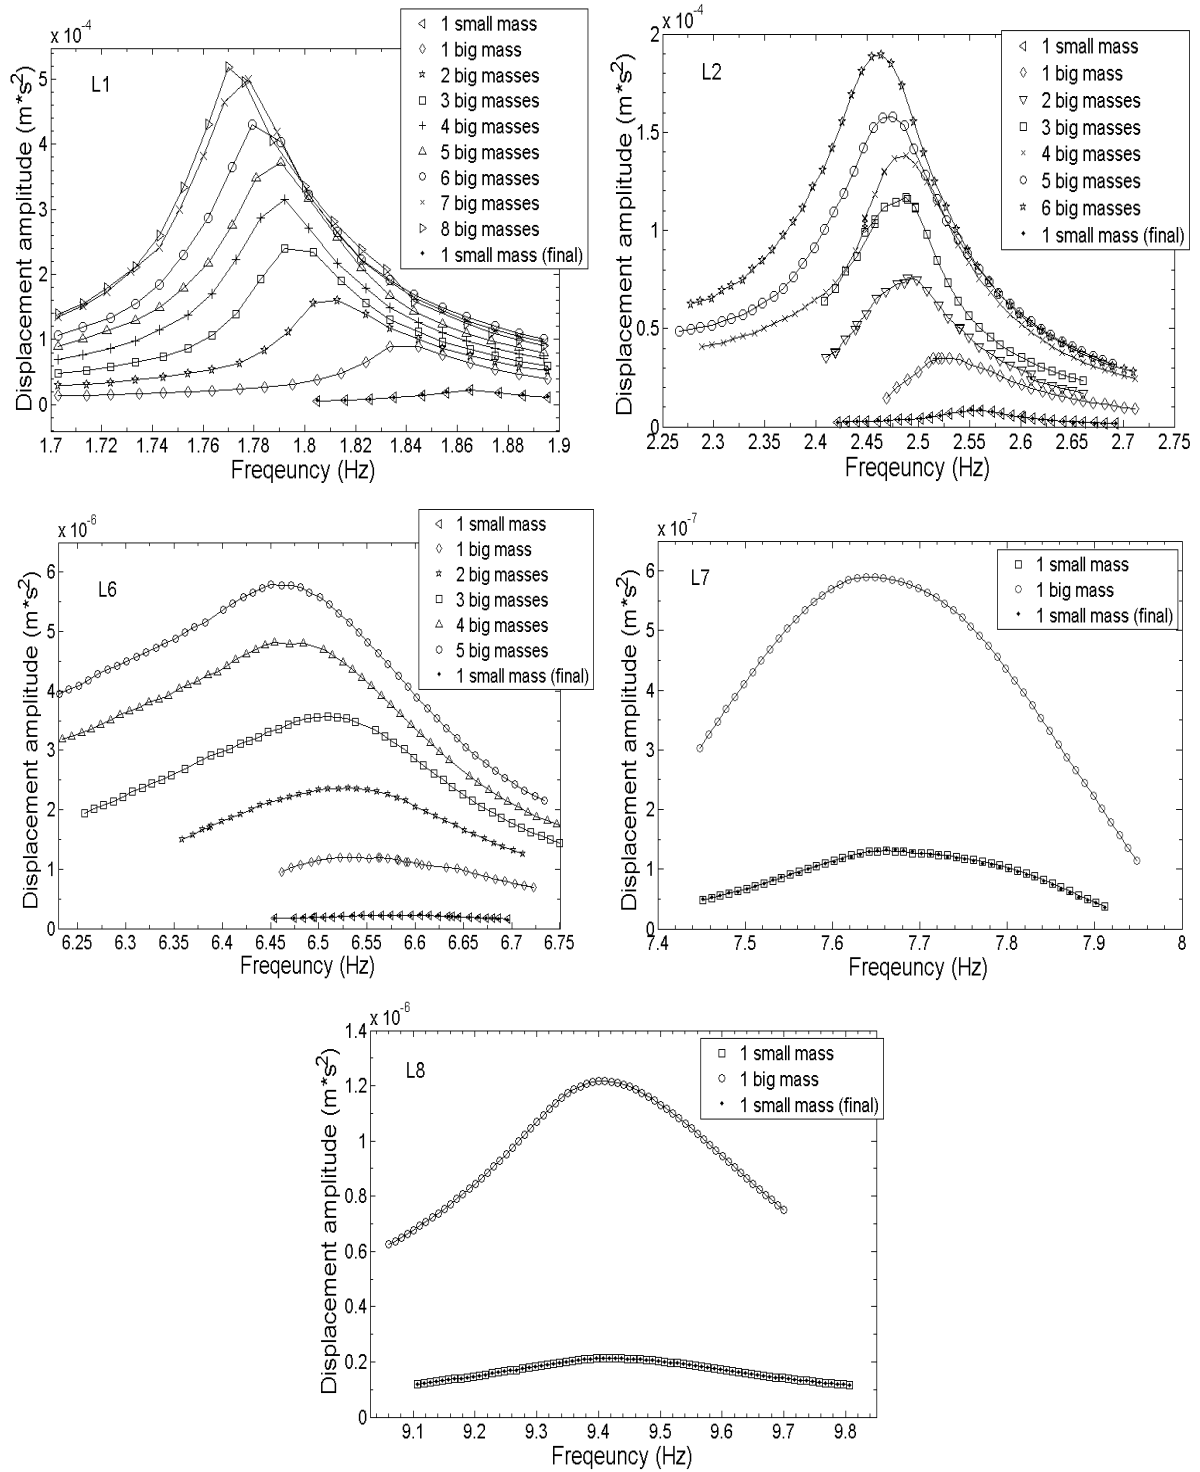 x 10^-4
L1
Displacement amplitude (m*s^2)
5
4
3
2
1
0
1.7 1.72 1.74 1.76 1.78 1.8 1.82 1.84 1.86 1.88 1.9
Freqeuncy (Hz)
1 small mass
1 big mass
2 big masses
3 big masses
4 big masses
5 big masses
6 big masses
7 big masses
8 big masses
1 small mass (final)
x 10^-4
L2
Displacement amplitude (m*s^2)
2
1.5
1
0.5
0
2.25 2.3 2.35 2.4 2.45 2.5 2.55 2.6 2.65 2.7 2.75
Freqeuncy (Hz)
1 small mass
1 big mass
2 big masses
3 big masses
4 big masses
5 big masses
6 big masses
1 small mass (final)
x 10^-6
L6
Displacement amplitude (m*s^2)
6
5
4
3
2
1
0
6.25 6.3 6.35 6.4 6.45 6.5 6.55 6.6 6.65 6.7 6.75
Freqeuncy (Hz)
1 small mass
1 big mass
2 big masses
3 big masses
4 big masses
5 big masses
1 small mass (final)
x 10^-7
L7
Displacement amplitude (m*s^2)
6
5
4
3
2
1
0
7.4 7.5 7.6 7.7 7.8 7.9 8
Freqeuncy (Hz)
1 small mass
1 big mass
1 small mass (final)
x 10^-6
L8
Displacement amplitude (m*s^2)
1.4
1.2
1
0.8
0.6
0.4
0.2
0
9.1 9.2 9.3 9.4 9.5 9.6 9.7 9.8
Freqeuncy (Hz)
1 small mass
1 big mass
1 small mass (final)